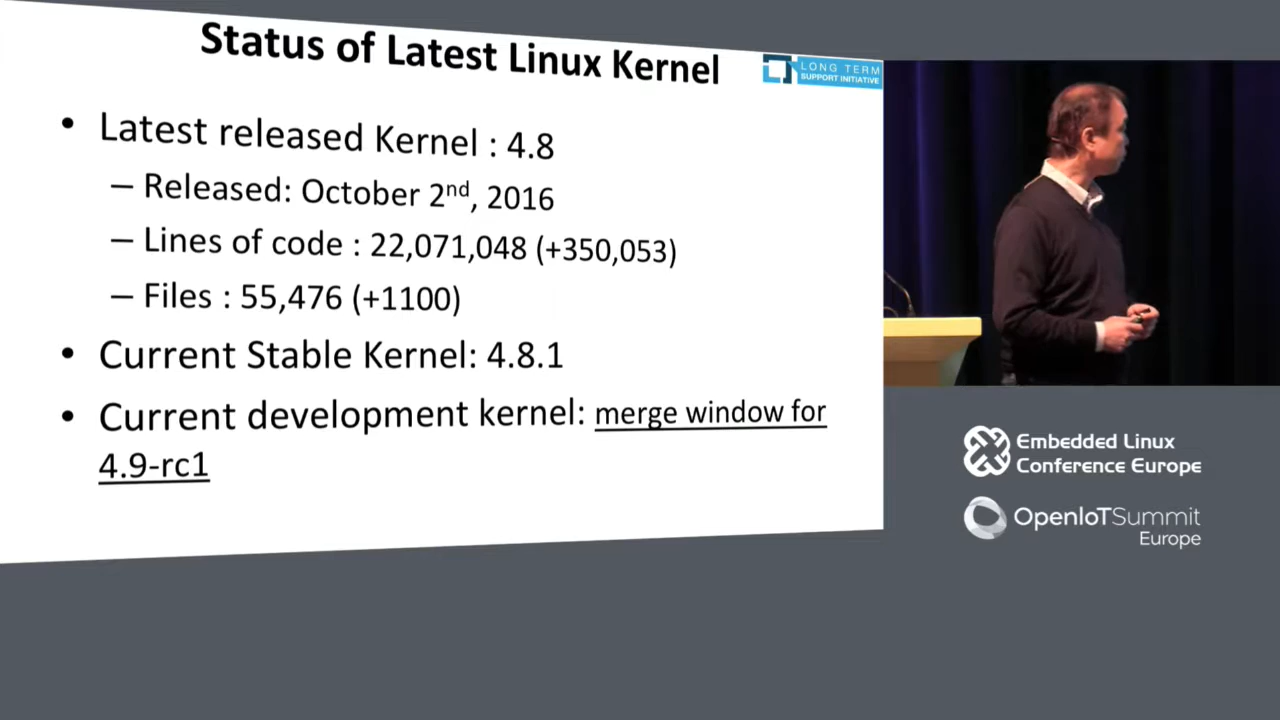 Status of Latest Linux Kernel
LONG TERM
SUPPORT INITIATIVE
• Latest released Kernel : 4.8
– Released: October 2nd, 2016
– Lines of code : 22,071,048 (+350,053)
– Files : 55,476 (+1100)
• Current Stable Kernel: 4.8.1
• Current development kernel: merge window for
4.9-rc1
Embedded Linux
Conference Europe
OpenIoTSummit
Europe